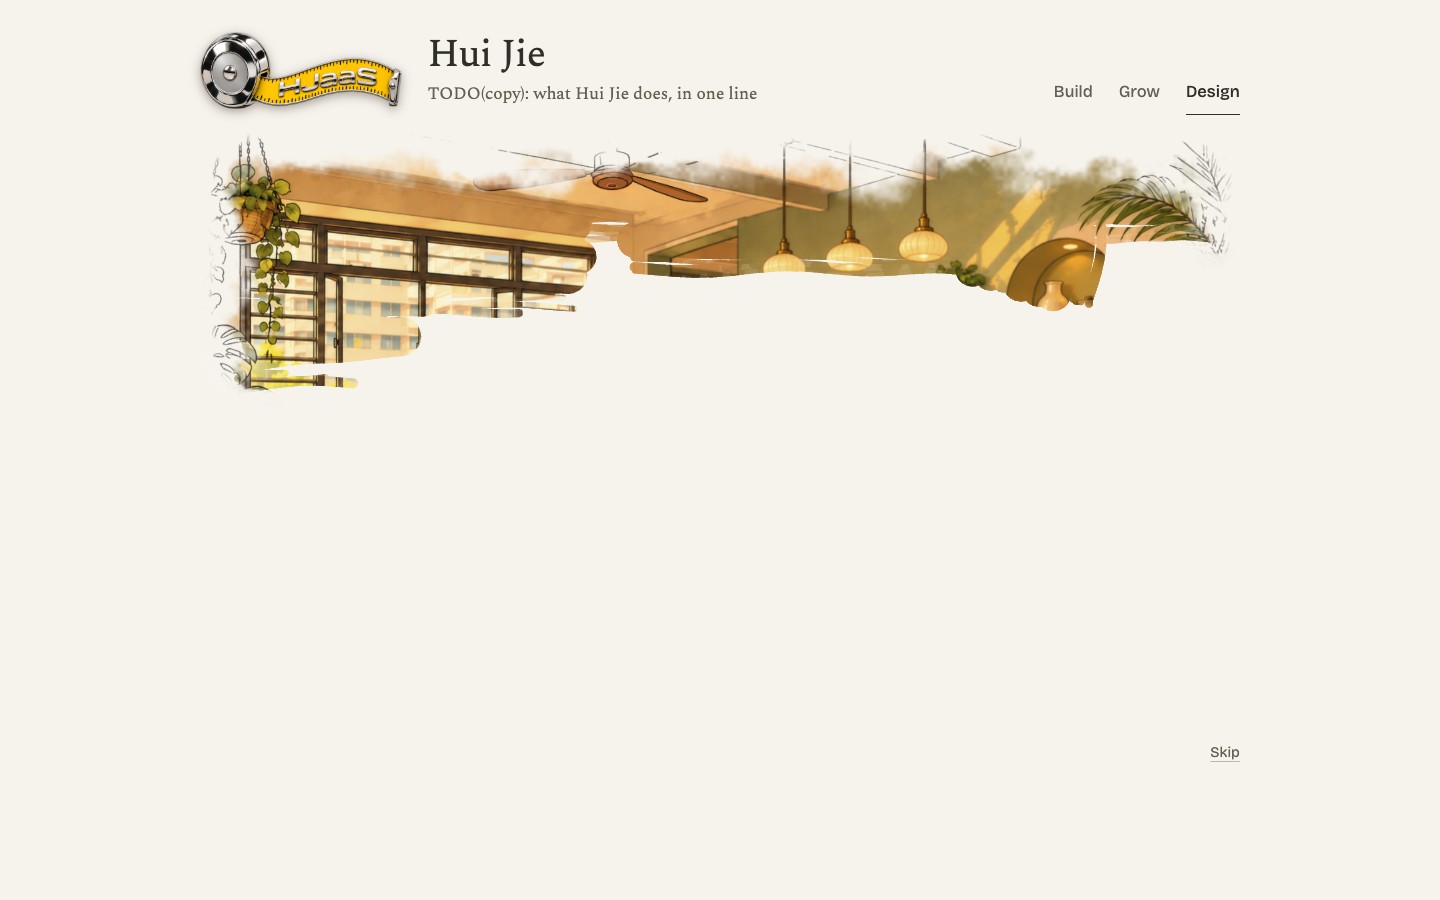 HJaaS
Hui Jie
TODO(copy): what Hui Jie does, in one line
Build Grow Design
Skip